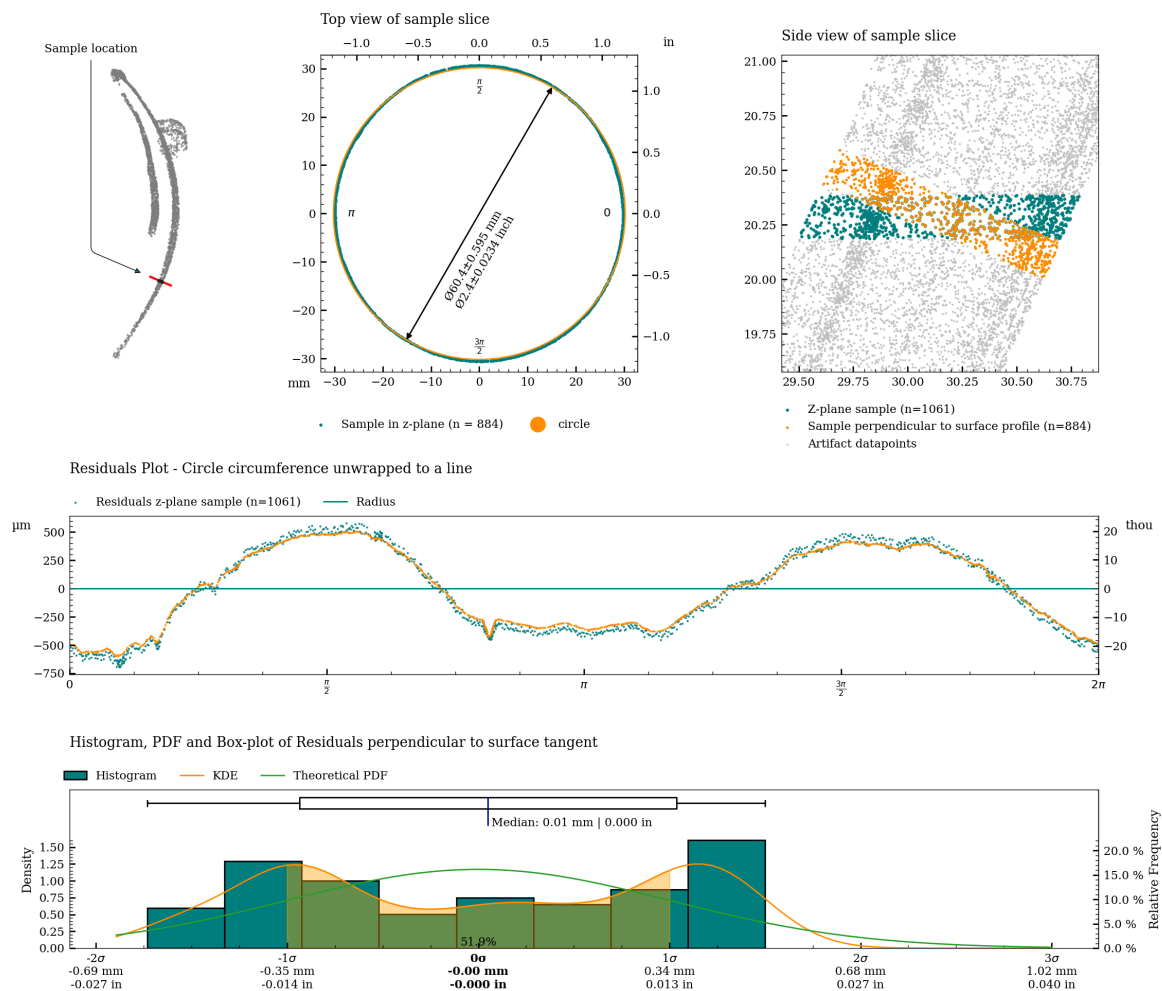 Sample location
Top view of sample slice
−1.0 −0.5 0.0 0.5 1.0 in
30
20
10
0
−10
−20
−30
mm
−30 −20 −10 0 10 20 30
1.0
0.5
0.0
−0.5
−1.0
π/2
π
0
3π/2
Ø60.4±0.595 mm
Ø2.4±0.0234 inch
Sample in z-plane (n = 884)
circle
Side view of sample slice
21.00
20.75
20.50
20.25
20.00
19.75
29.50 29.75 30.00 30.25 30.50 30.75
Z-plane sample (n=1061)
Sample perpendicular to surface profile (n=884)
Artifact datapoints
Residuals Plot - Circle circumference unwrapped to a line
Residuals z-plane sample (n=1061)
Radius
µm
500
250
0
−250
−500
−750
thou
20
10
0
−10
−20
0 π/2 π 3π/2 2π
Histogram, PDF and Box-plot of Residuals perpendicular to surface tangent
Histogram
KDE
Theoretical PDF
Median: 0.01 mm | 0.000 in
Density
1.50
1.25
1.00
0.75
0.50
0.25
0.00
Relative Frequency
20.0 %
15.0 %
10.0 %
5.0 %
0.0 %
51.9%
-2σ -1σ 0σ 1σ 2σ 3σ
-0.69 mm -0.35 mm -0.00 mm 0.34 mm 0.68 mm 1.02 mm
-0.027 in -0.014 in -0.000 in 0.013 in 0.027 in 0.040 in